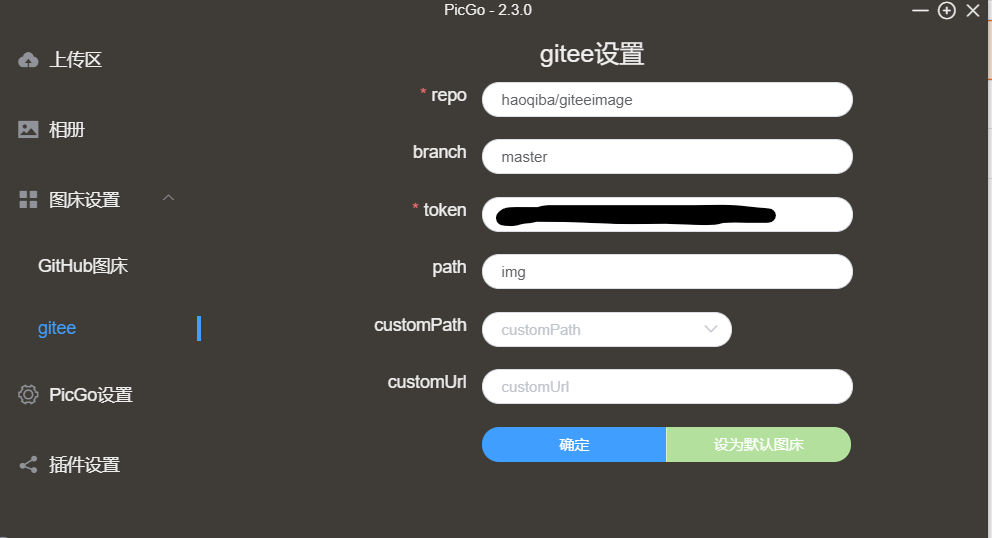 PicGo - 2.3.0
上传区
相册
图床设置
GitHub图床
gitee
PicGo设置
插件设置
gitee设置
* repo
haoqiba/giteeimage
branch
master
* token
path
img
customPath
customPath
customUrl
customUrl
确定
设为默认图床